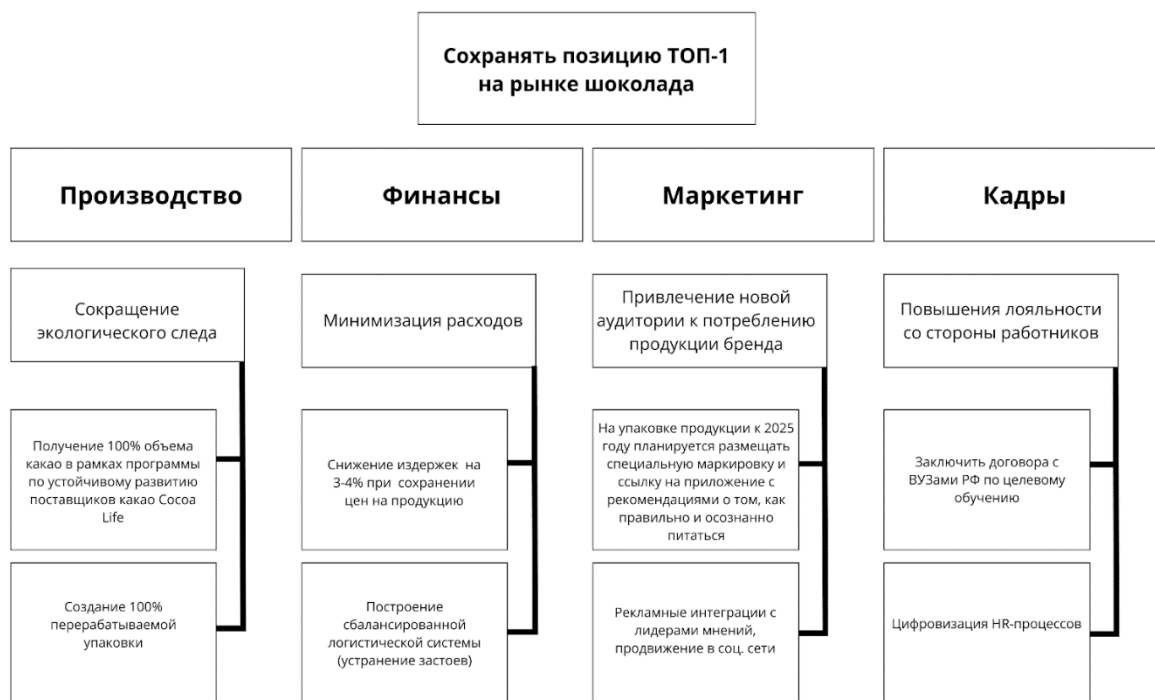 Сохранять позицию ТОП-1
на рынке шоколада
Производство
Финансы
Маркетинг
Кадры
Сокращение
экологического следа
Минимизация расходов
Привлечение новой
аудитории к потреблению
продукции бренда
Повышения лояльности
со стороны работников
Получение 100% объема
какао в рамках программы
по устойчивому развитию
поставщиков какао Cocoa
Life
Снижение издержек на
3-4% при сохранении
цен на продукцию
На упаковке продукции к 2025
году планируется размещать
специальную маркировку и
ссылку на приложение с
рекомендациями о том, как
правильно и осознанно
питаться
Заключить договора с
ВУЗами РФ по целевому
обучению
Создание 100%
перерабатываемой
упаковки
Построение
сбалансированной
логистической системы
(устранение застоев)
Рекламные интеграции с
лидерами мнений,
продвижение в соц. сети
Цифровизация HR-процессов